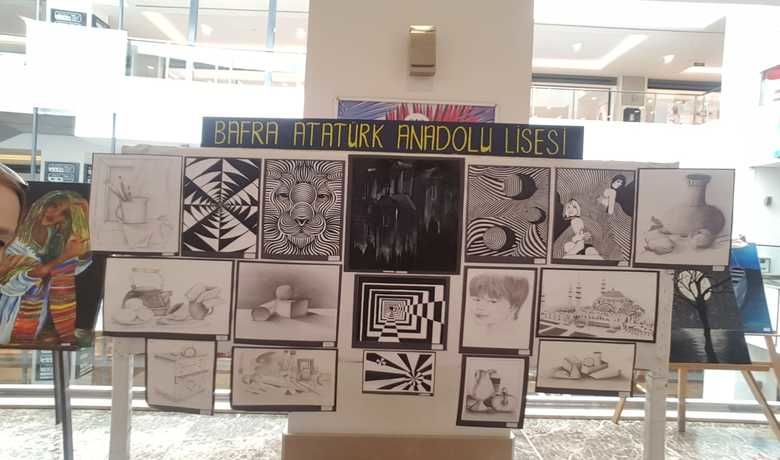 BAFRA ATATÜRK ANADOLU LİSESİ